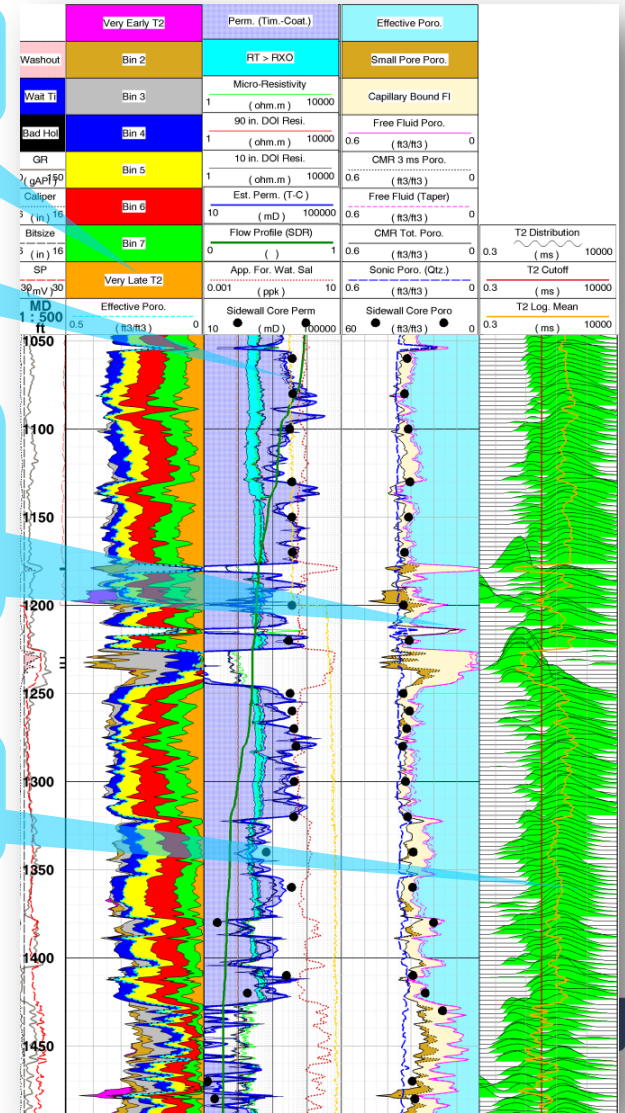 Very Early T2
Perm. (Tim.-Coat.)
Effective Poro.
Washout
Bin 2
RT > RXO
Small Pore Poro.
Wait Ti
Bin 3
Micro-Resistivity
1 ( ohm.m ) 10000
Capillary Bound Fl
Bad Hol
Bin 4
90 in. DOI Resi.
1 ( ohm.m ) 10000
Free Fluid Poro.
0.6 ( ft3/ft3 ) 0
GR
( gAPI ) 150
Bin 5
10 in. DOI Resi.
1 ( ohm.m ) 10000
CMR 3 ms Poro.
0.6 ( ft3/ft3 ) 0
Caliper
6 ( in ) 16
Bin 6
Est. Perm. (T-C )
10 ( mD ) 100000
Free Fluid (Taper)
0.6 ( ft3/ft3 ) 0
Bitsize
6 ( in ) 16
Bin 7
Flow Profile (SDR)
0 ( ) 1
CMR Tot. Poro.
0.6 ( ft3/ft3 ) 0
T2 Distribution
0.3 ( ms ) 10000
SP
( mV ) 30
Very Late T2
App. For. Wat. Sal
0.001 ( ppk ) 10
Sonic Poro. (Qtz.)
0.6 ( ft3/ft3 ) 0
T2 Cutoff
0.3 ( ms ) 10000
MD
1 : 500
ft
Effective Poro.
0.5 ( ft3/ft3 ) 0
Sidewall Core Perm
10 ( mD ) 100000
Sidewall Core Poro
60 ( ft3/ft3 ) 0
T2 Log. Mean
0.3 ( ms ) 10000
1050
1100
1150
1200
1250
1300
1350
1400
1450